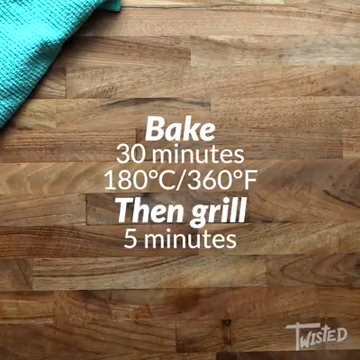 Bake
30 minutes
180°C/360°F
Then grill
5 minutes
TWISTED